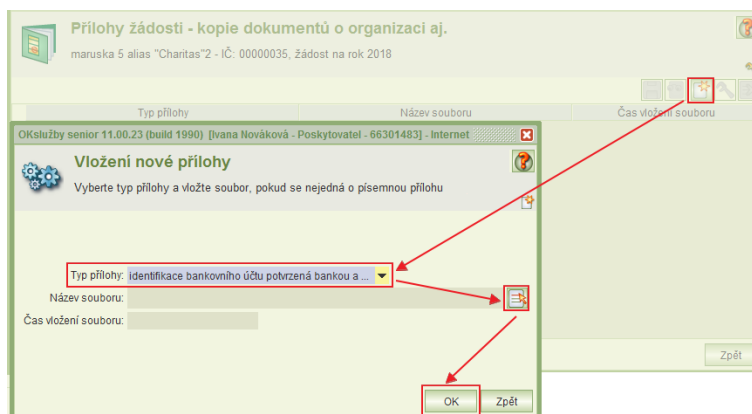 Přílohy žádosti - kopie dokumentů o organizaci aj.
maruska 5 alias "Charitas"2 - IČ: 00000035, žádost na rok 2018
Typ přílohy Název souboru Čas vložení souboru
OKslužby senior 11.00.23 (build 1990) [Ivana Nováková - Poskytovatel - 66301483] - Internet
Vložení nové přílohy
Vyberte typ přílohy a vložte soubor, pokud se nejedná o písemnou přílohu
Typ přílohy: identifikace bankovního účtu potvrzená bankou a ...
Název souboru:
Čas vložení souboru:
Zpět
OK Zpět